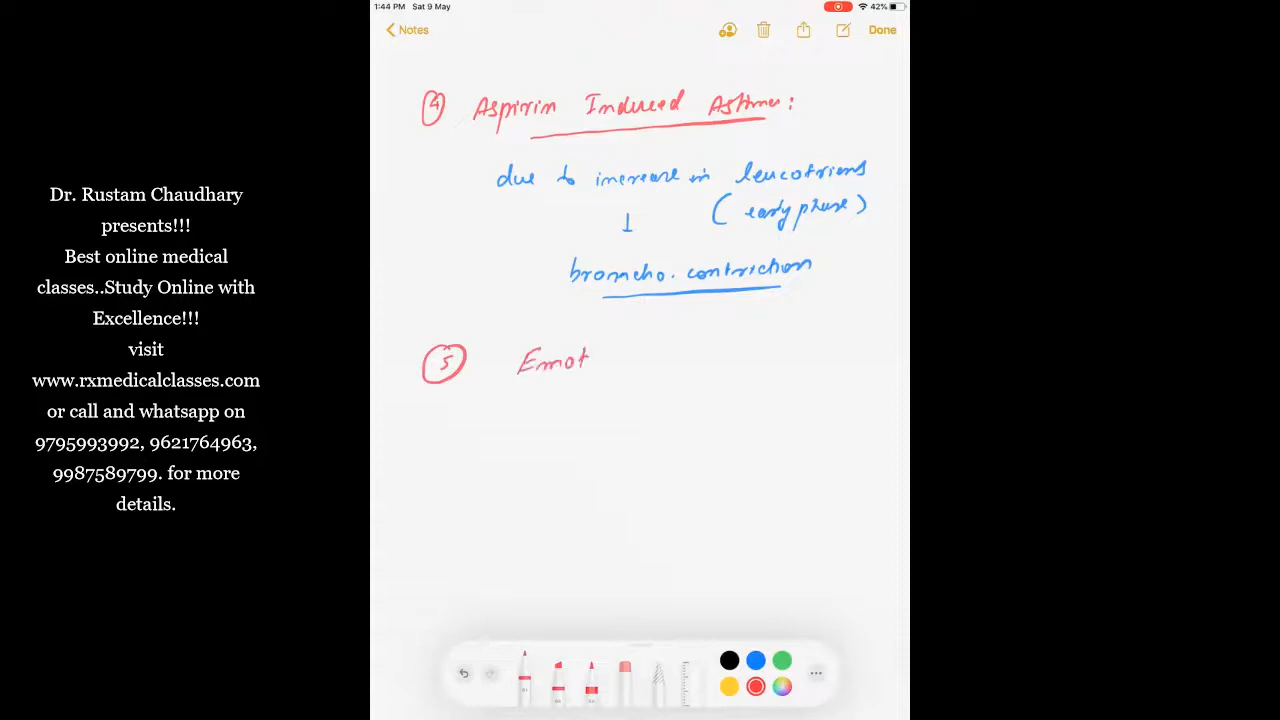 1:44 PM Sat 9 May
42%
Notes
Done
4 Aspirin Induced Asthma:
due to increase in leucotriens
(early phase)
↓
broncho.contriction
5 Emot
Dr. Rustam Chaudhary
presents!!!
Best online medical
classes..Study Online with
Excellence!!!
visit
www.rxmedicalclasses.com
or call and whatsapp on
9795993992, 9621764963,
9987589799. for more
details.